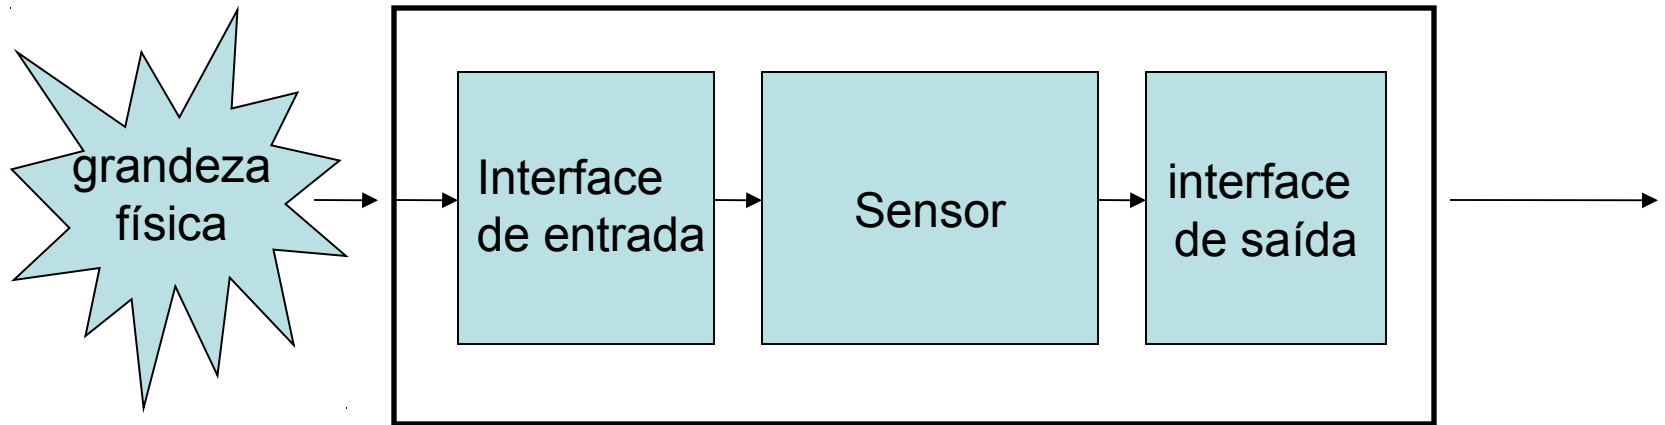 grandeza
física
Interface
de entrada
Sensor
interface
de saída